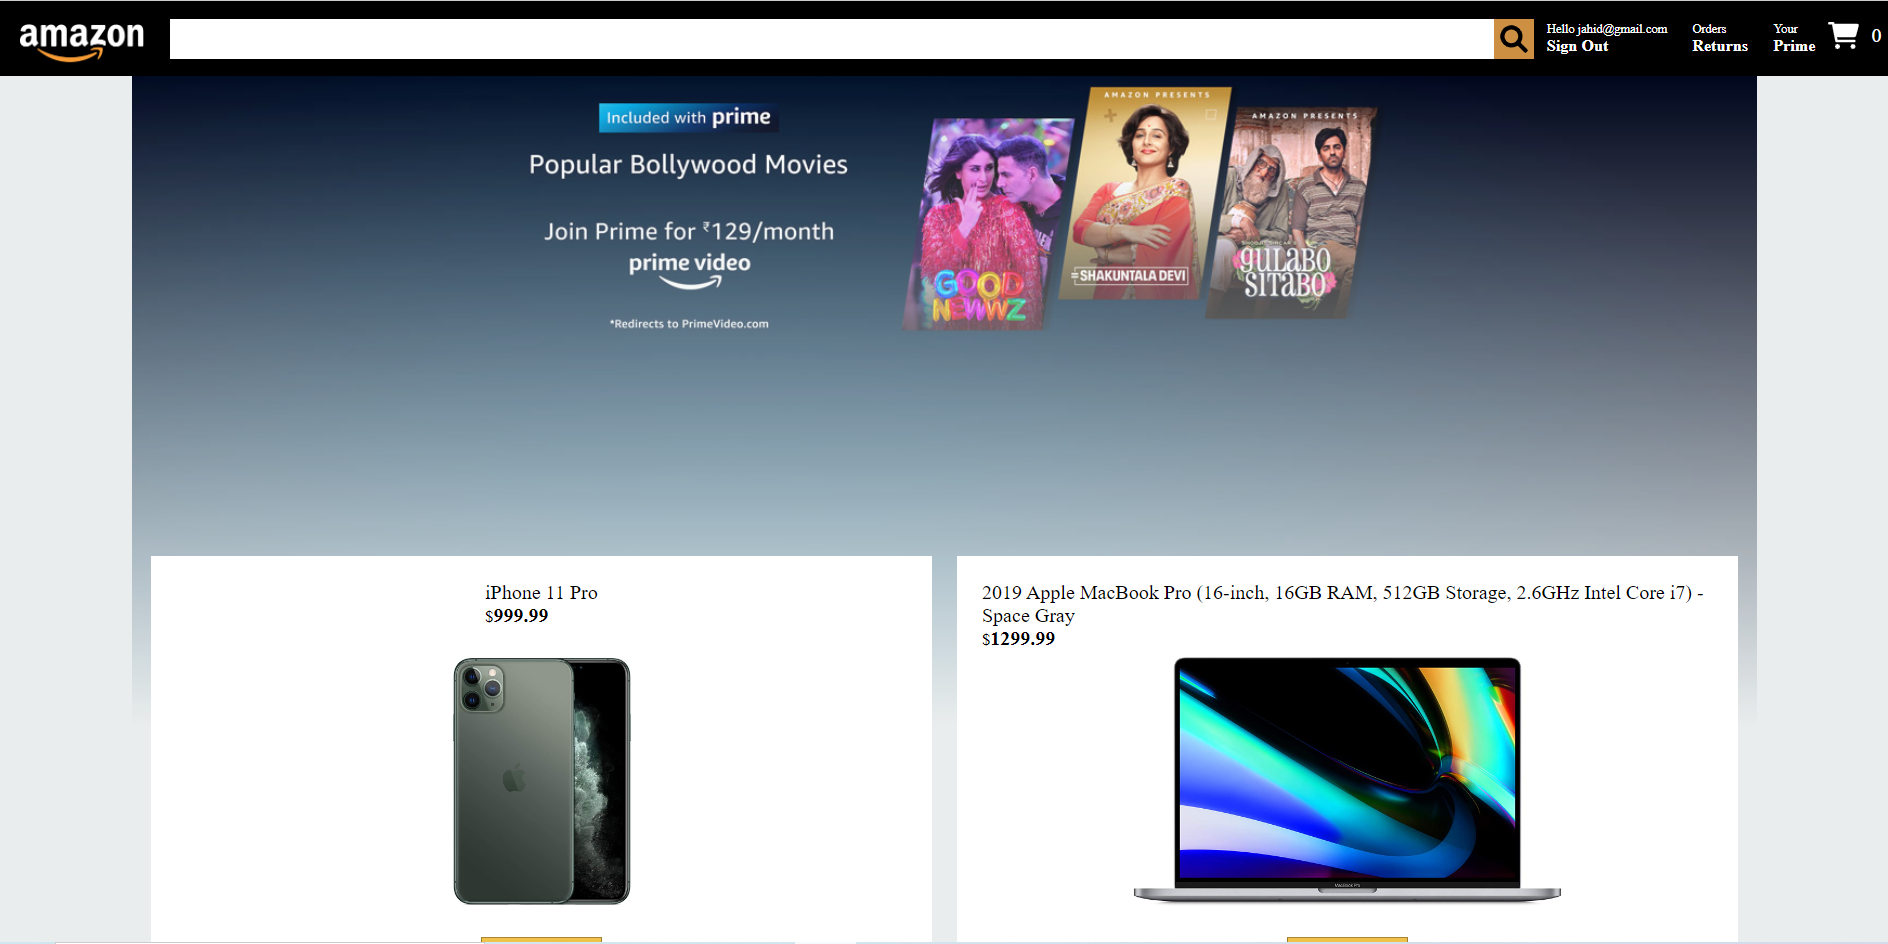 amazon
Hello jahid@gmail.com
Sign Out
Orders
Returns
Your
Prime
0
Included with prime
Popular Bollywood Movies
Join Prime for ₹129/month
prime video
*Redirects to PrimeVideo.com
GOOD
NEWWZ
AMAZON PRESENTS
SHAKUNTALA DEVI
AMAZON PRESENTS
GULABO
SITABO
iPhone 11 Pro
$999.99
2019 Apple MacBook Pro (16-inch, 16GB RAM, 512GB Storage, 2.6GHz Intel Core i7) -
Space Gray
$1299.99
MacBook Pro